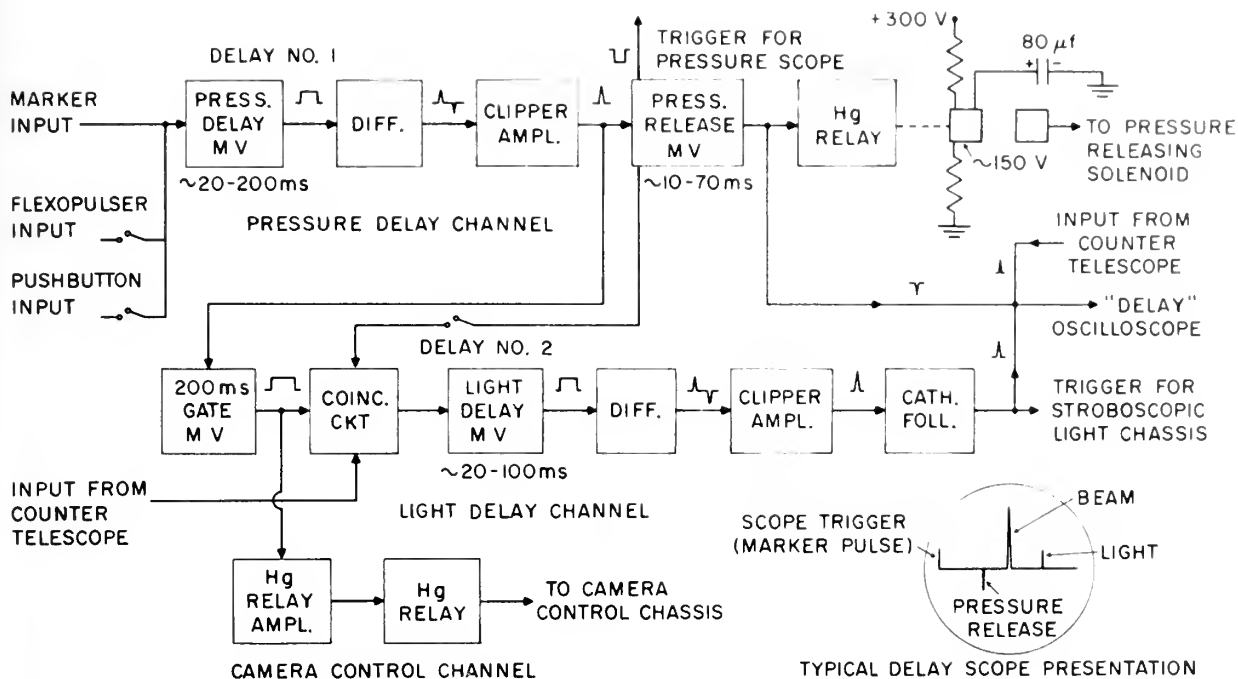 DELAY NO. 1
MARKER
INPUT
PRESS.
DELAY
MV
~20-200ms
DIFF.
CLIPPER
AMPL.
TRIGGER FOR
PRESSURE SCOPE
PRESS.
RELEASE
MV
~10-70ms
Hg
RELAY
+300 V
80 μf
+ -
~150 V
TO PRESSURE
RELEASING
SOLENOID
FLEXOPULSER
INPUT
PRESSURE DELAY CHANNEL
PUSHBUTTON
INPUT
INPUT FROM
COUNTER
TELESCOPE
"DELAY"
OSCILLOSCOPE
DELAY NO. 2
200ms
GATE
MV
COINC.
CKT
LIGHT
DELAY
MV
~20-100ms
DIFF.
CLIPPER
AMPL.
CATH.
FOLL.
TRIGGER FOR
STROBOSCOPIC
LIGHT CHASSIS
INPUT FROM
COUNTER
TELESCOPE
LIGHT DELAY CHANNEL
Hg
RELAY
AMPL.
Hg
RELAY
TO CAMERA
CONTROL CHASSIS
CAMERA CONTROL CHANNEL
SCOPE TRIGGER
(MARKER PULSE)
BEAM
LIGHT
PRESSURE
RELEASE
TYPICAL DELAY SCOPE PRESENTATION